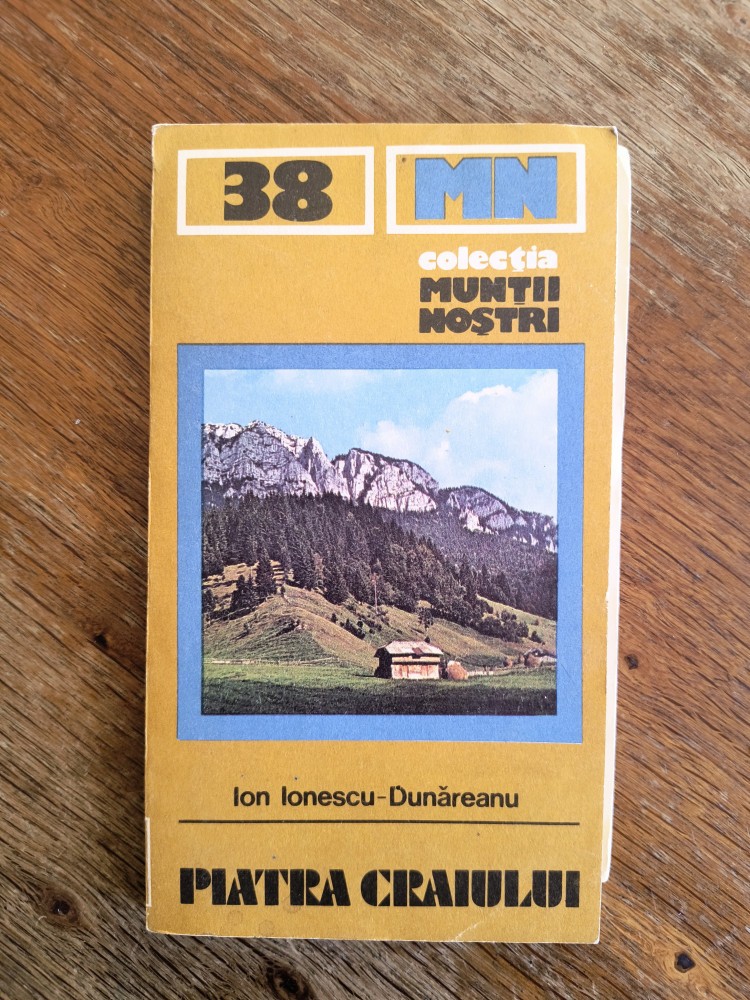 38 MN
colecția
MUNȚII
NOȘTRI
Ion Ionescu-Dunăreanu
PIATRA CRAIULUI